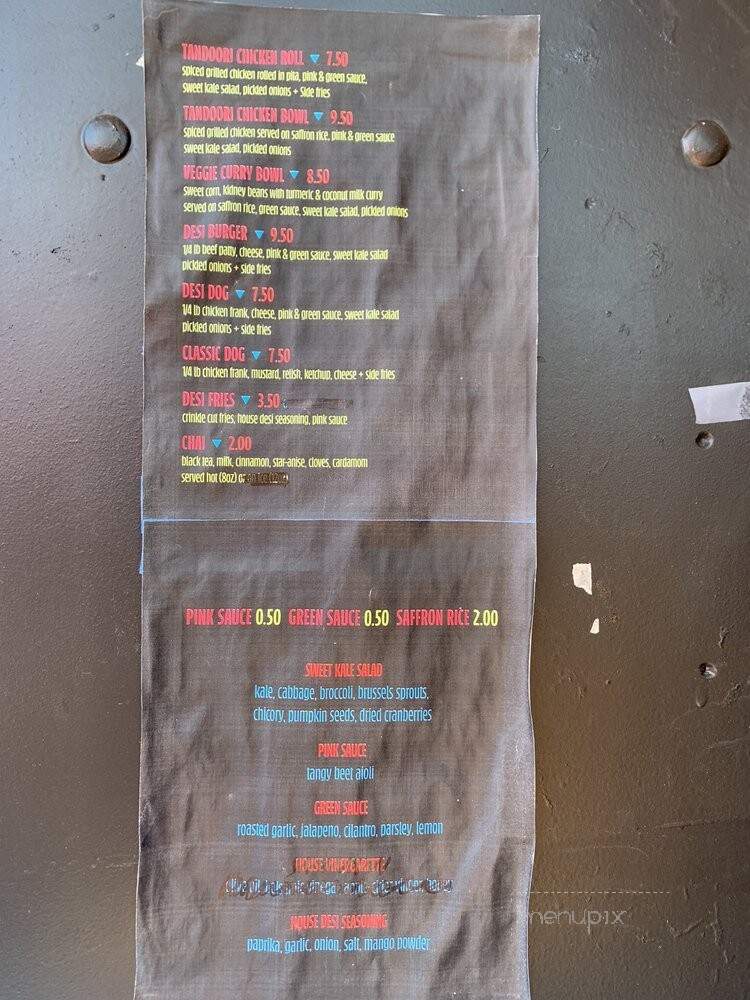 TANDOORI CHICKEN ROLL ▼ 7.50
spiced grilled chicken rolled in pita, pink & green sauce,
sweet kale salad, pickled onions + Side fries
TANDOORI CHICKEN BOWL ▼ 9.50
spiced grilled chicken served on saffron rice, pink & green sauce
sweet kale salad, pickled onions
VEGGIE CURRY BOWL ▼ 8.50
sweet corn, kidney beans with turmeric & coconut milk curry
served on saffron rice, green sauce, sweet kale salad, pickled onions
DESI BURGER ▼ 9.50
1/4 lb beef patty, cheese, pink & green sauce, sweet kale salad
pickled onions + side fries
DESI DOG ▼ 7.50
1/4 lb chicken frank, cheese, pink & green sauce, sweet kale salad
pickled onions + side fries
CLASSIC DOG ▼ 7.50
1/4 lb chicken frank, mustard, relish, ketchup, cheese + side fries
DESI FRIES ▼ 3.50
crinkle cut fries, house desi seasoning, pink sauce
CHAI ▼ 2.00
black tea, milk, cinnamon, star-anise, cloves, cardamom
served hot (8oz)
PINK SAUCE 0.50 GREEN SAUCE 0.50 SAFFRON RICE 2.00
SWEET KALE SALAD
kale, cabbage, broccoli, brussels sprouts,
chicory, pumpkin seeds, dried cranberries
PINK SAUCE
tangy beet aioli
GREEN SAUCE
roasted garlic, jalapeno, cilantro, parsley, lemon
HOUSE VINEGARETTE
olive oil, balsamic vinegar, apple cider vinegar, honey
HOUSE DESI SEASONING
paprika, garlic, onion, salt, mango powder
menupix